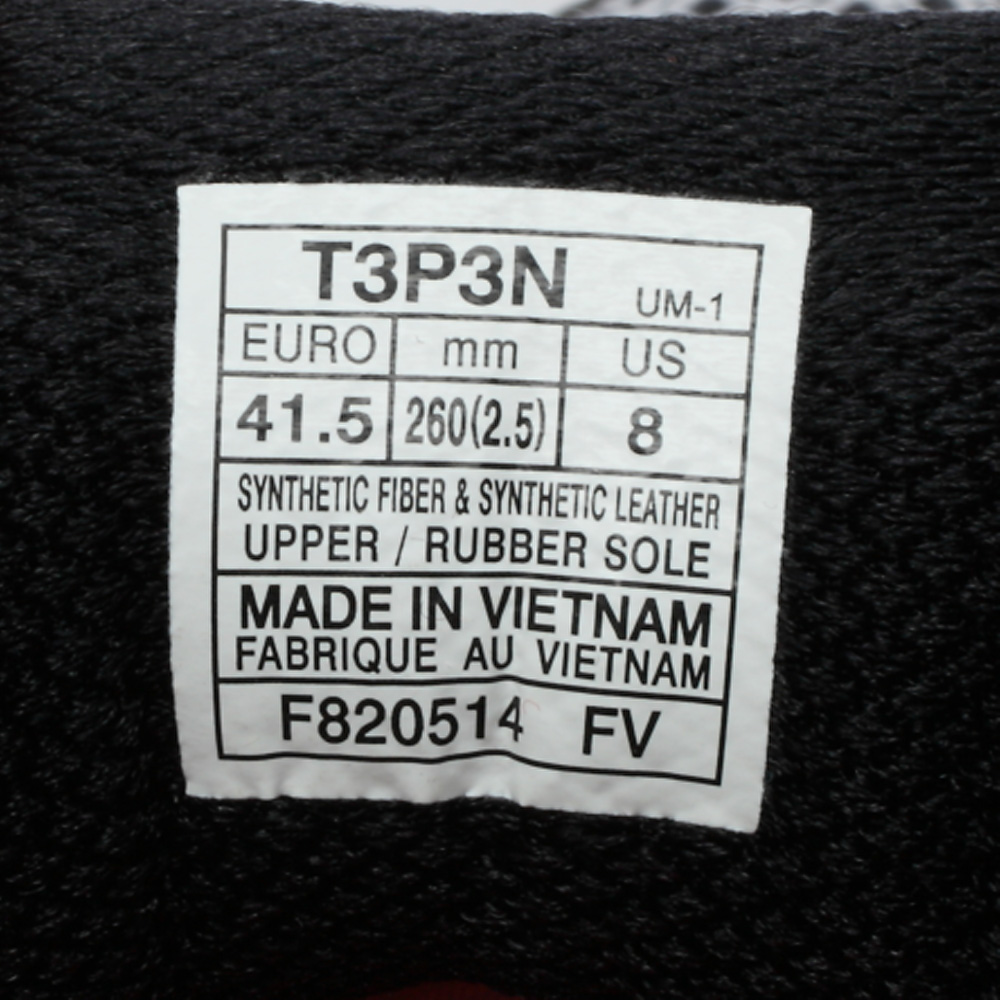 T3P3N UM-1
EURO mm US
41.5 260(2.5) 8
SYNTHETIC FIBER & SYNTHETIC LEATHER
UPPER / RUBBER SOLE
MADE IN VIETNAM
FABRIQUE AU VIETNAM
F820514 FV